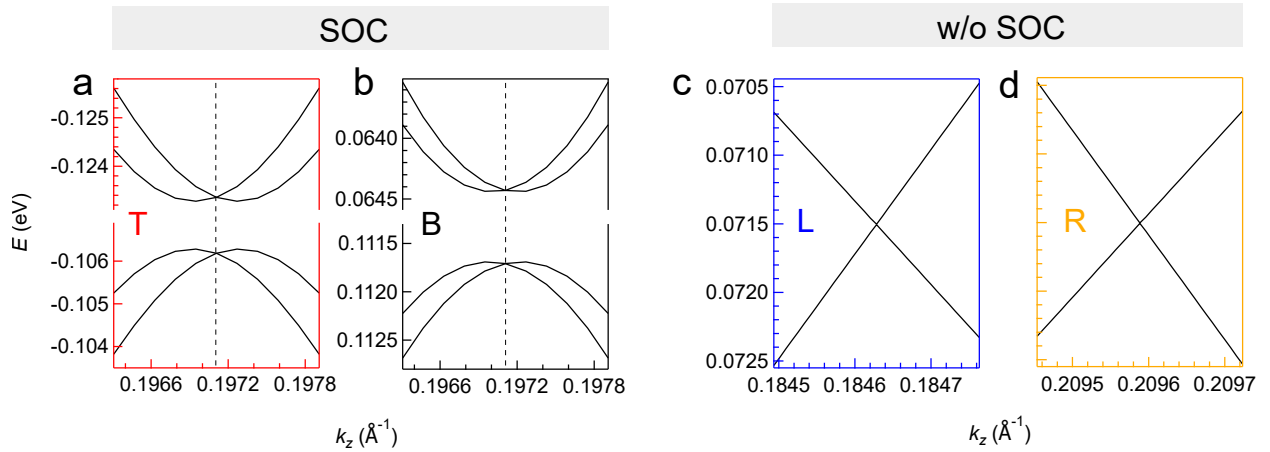 SOC
w/o SOC
a
b
c
d
-0.125
-0.124
-0.106
-0.105
-0.104
E (eV)
T
0.1966
0.1972
0.1978
0.0640
0.0645
0.1115
0.1120
0.1125
B
0.1966
0.1972
0.1978
0.0705
0.0710
0.0715
0.0720
0.0725
L
0.1845
0.1846
0.1847
R
0.2095
0.2096
0.2097
kz (Å-1)
kz (Å-1)